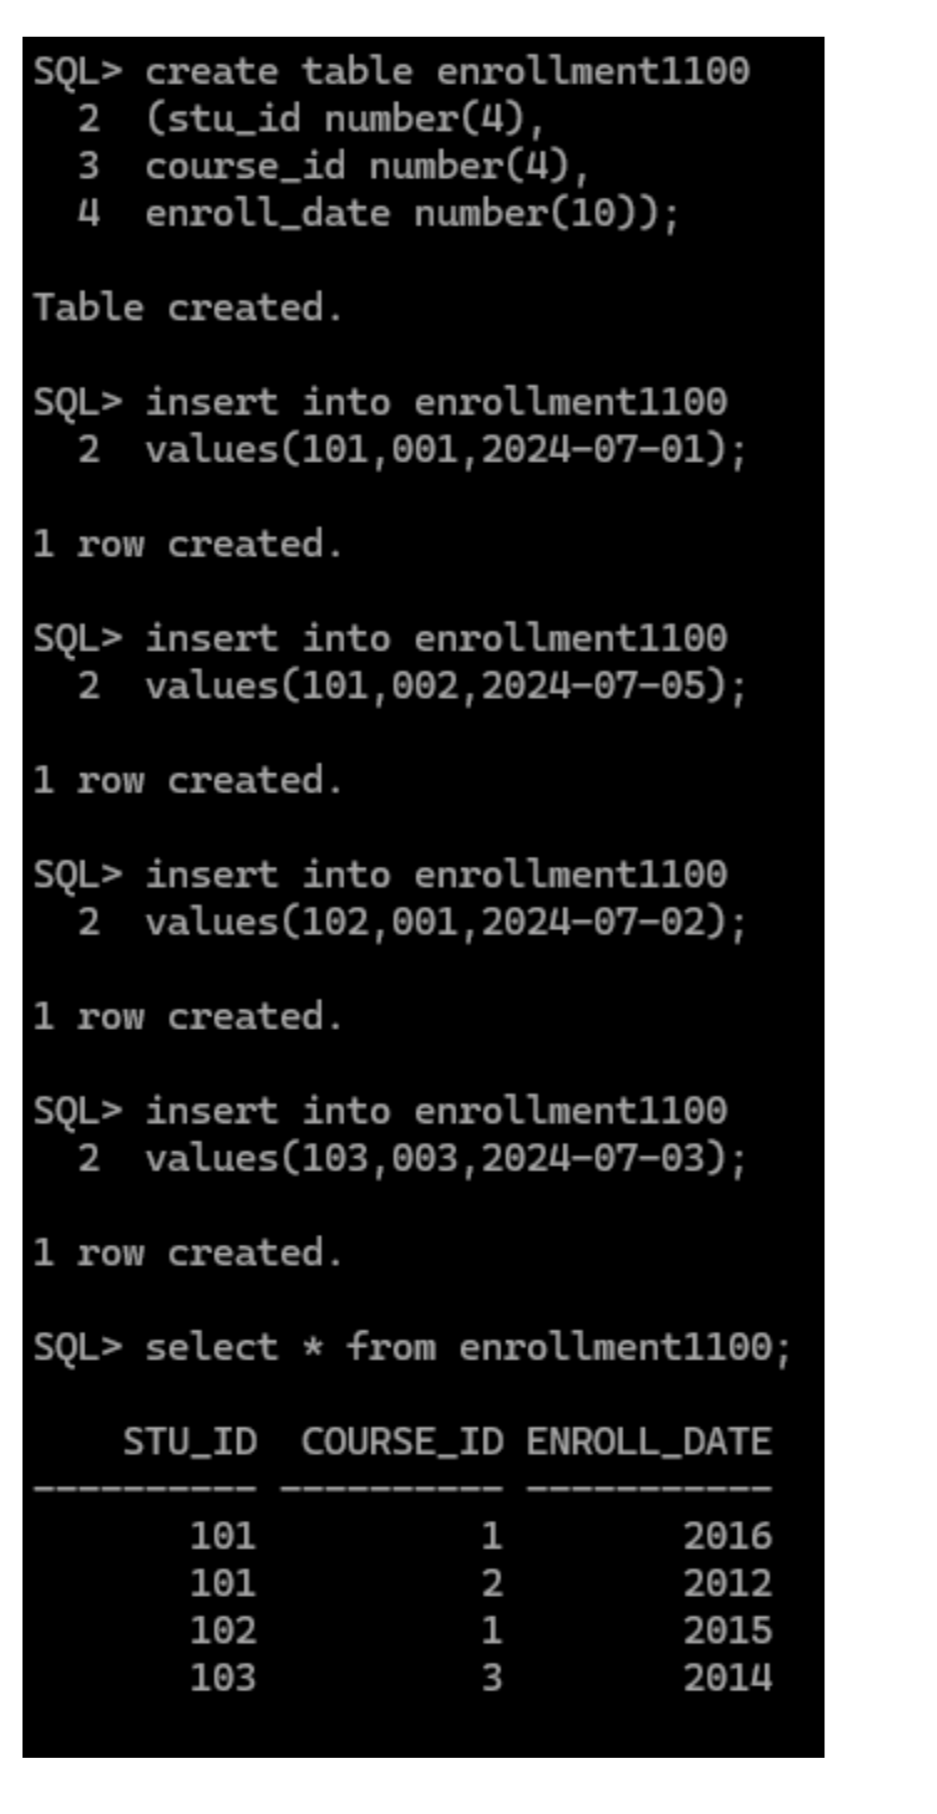 SQL> create table enrollment1100
  2  (stu_id number(4),
  3  course_id number(4),
  4  enroll_date number(10));
Table created.
SQL> insert into enrollment1100
  2  values(101,001,2024-07-01);
1 row created.
SQL> insert into enrollment1100
  2  values(101,002,2024-07-05);
1 row created.
SQL> insert into enrollment1100
  2  values(102,001,2024-07-02);
1 row created.
SQL> insert into enrollment1100
  2  values(103,003,2024-07-03);
1 row created.
SQL> select * from enrollment1100;
    STU_ID  COURSE_ID ENROLL_DATE
---------- ---------- -----------
       101          1        2016
       101          2        2012
       102          1        2015
       103          3        2014